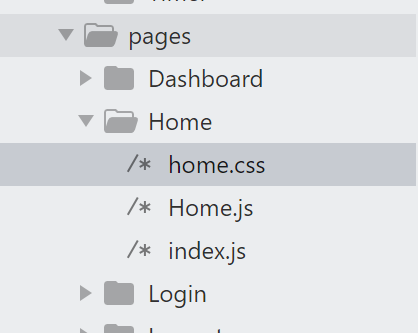 pages
Dashboard
Home
/* home.css
/* Home.js
/* index.js
Login